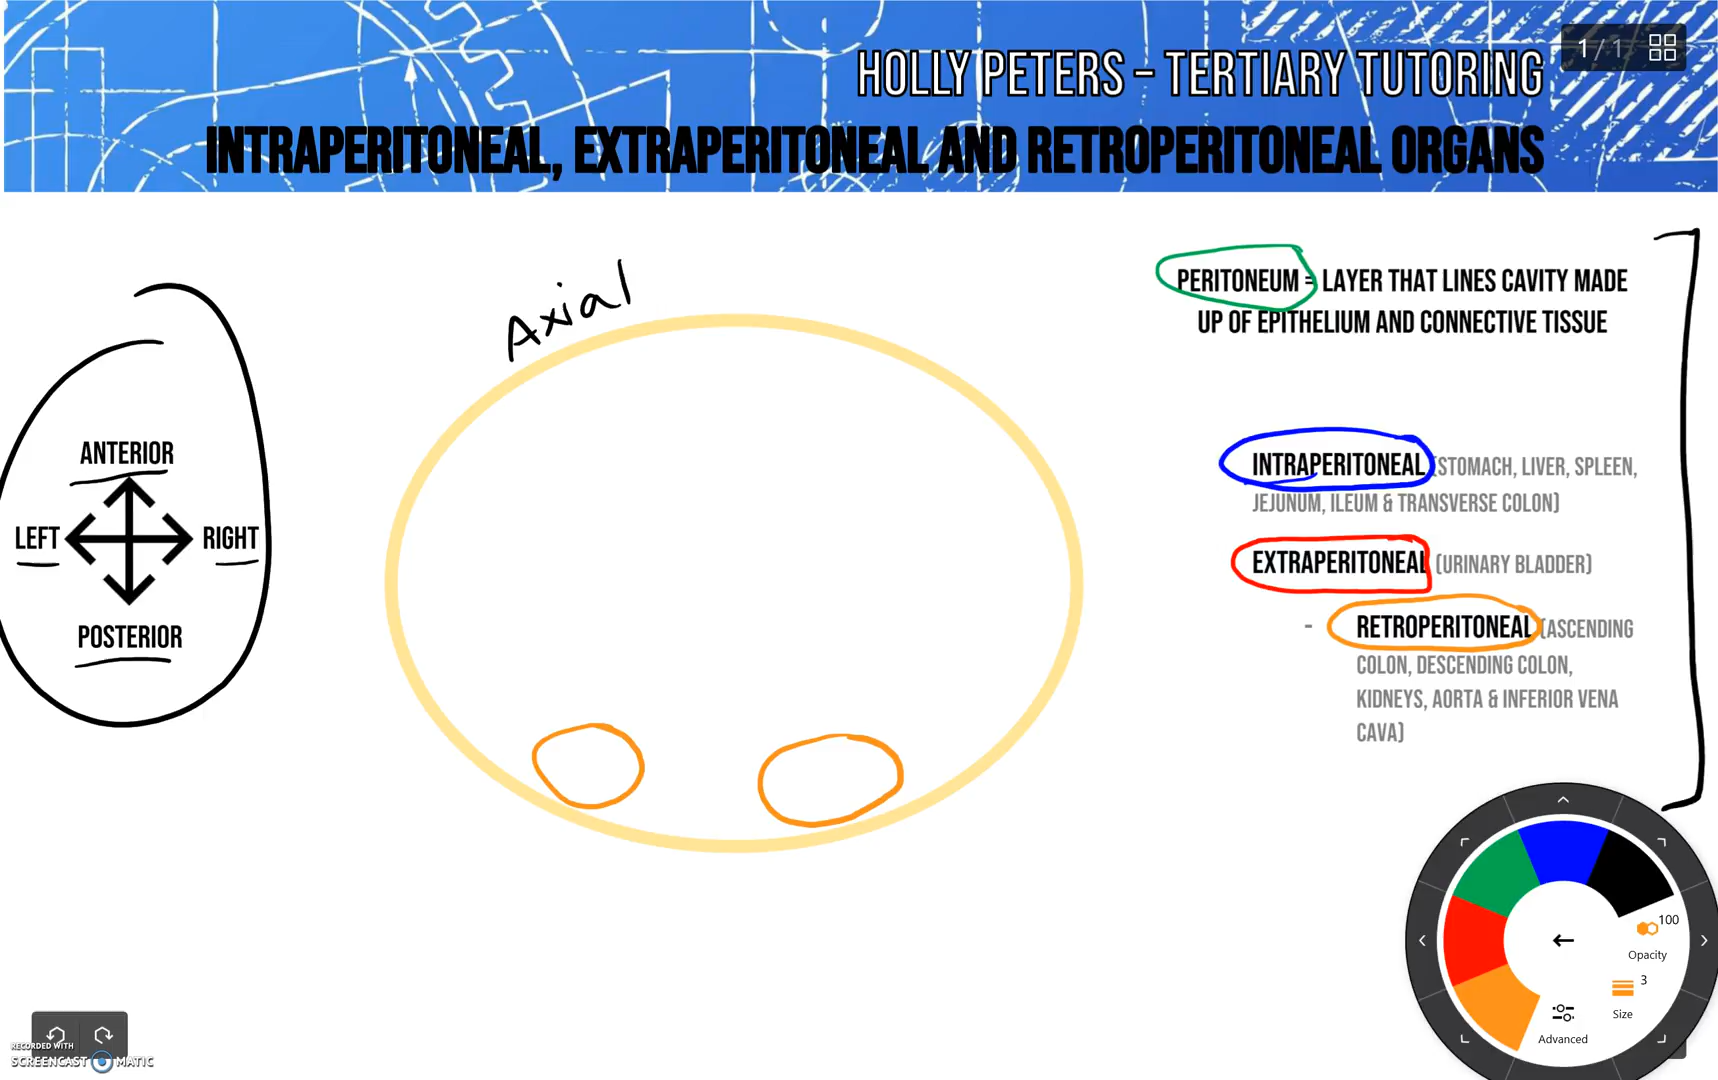 HOLLY PETERS - TERTIARY TUTORING
1 / 1
INTRAPERITONEAL, EXTRAPERITONEAL AND RETROPERITONEAL ORGANS
Axial
PERITONEUM = LAYER THAT LINES CAVITY MADE
UP OF EPITHELIUM AND CONNECTIVE TISSUE
ANTERIOR
LEFT
RIGHT
POSTERIOR
INTRAPERITONEAL (STOMACH, LIVER, SPLEEN,
JEJUNUM, ILEUM & TRANSVERSE COLON)
EXTRAPERITONEAL (URINARY BLADDER)
- RETROPERITONEAL (ASCENDING
COLON, DESCENDING COLON,
KIDNEYS, AORTA & INFERIOR VENA
CAVA)
100
Opacity
3
Size
Advanced
RECORDED WITH
SCREENCAST MATIC